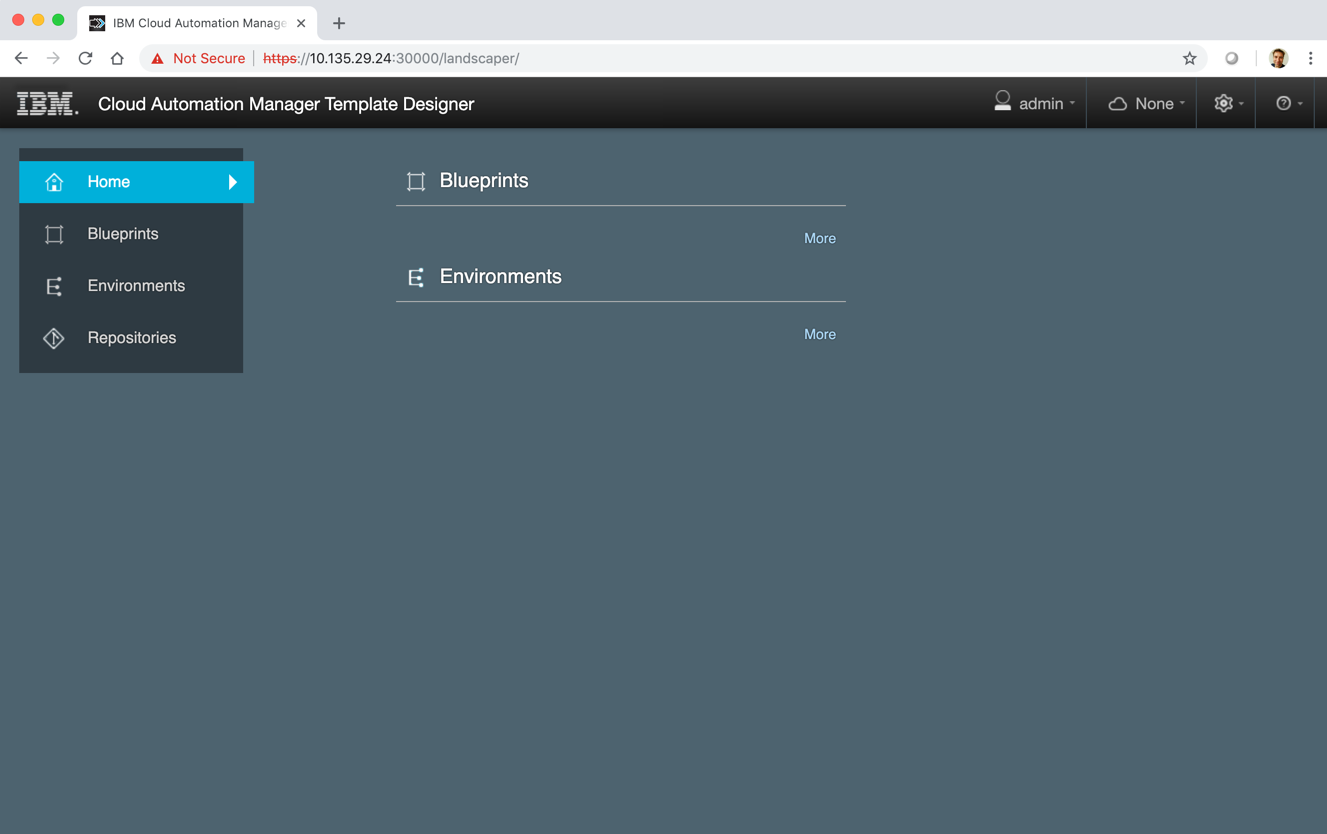 IBM Cloud Automation Manage
Not Secure https://10.135.29.24:30000/landscaper/
IBM. Cloud Automation Manager Template Designer admin None
Home
Blueprints
Environments
Repositories
Blueprints
More
Environments
More